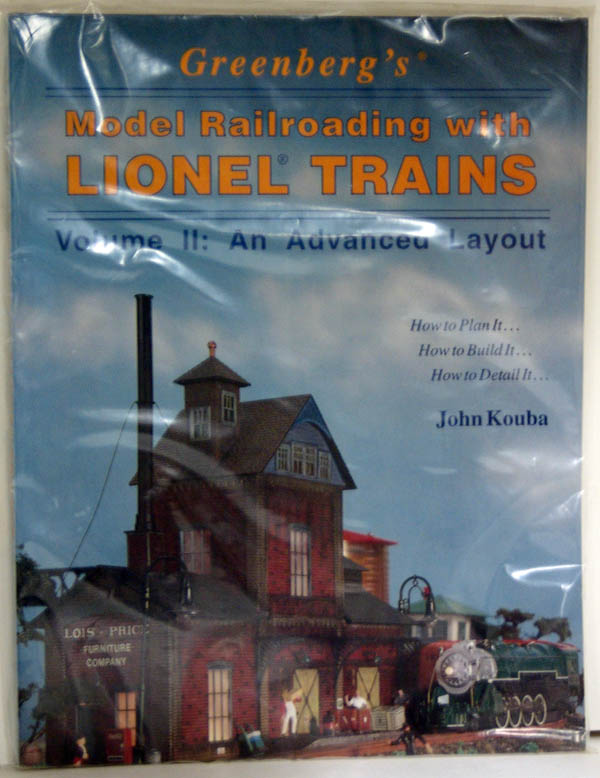 Greenberg's®
Model Railroading with
LIONEL® TRAINS
Volume II: An Advanced Layout
How to Plan It...
How to Build It...
How to Detail It...
John Kouba
LOIS - PRICE
FURNITURE
COMPANY